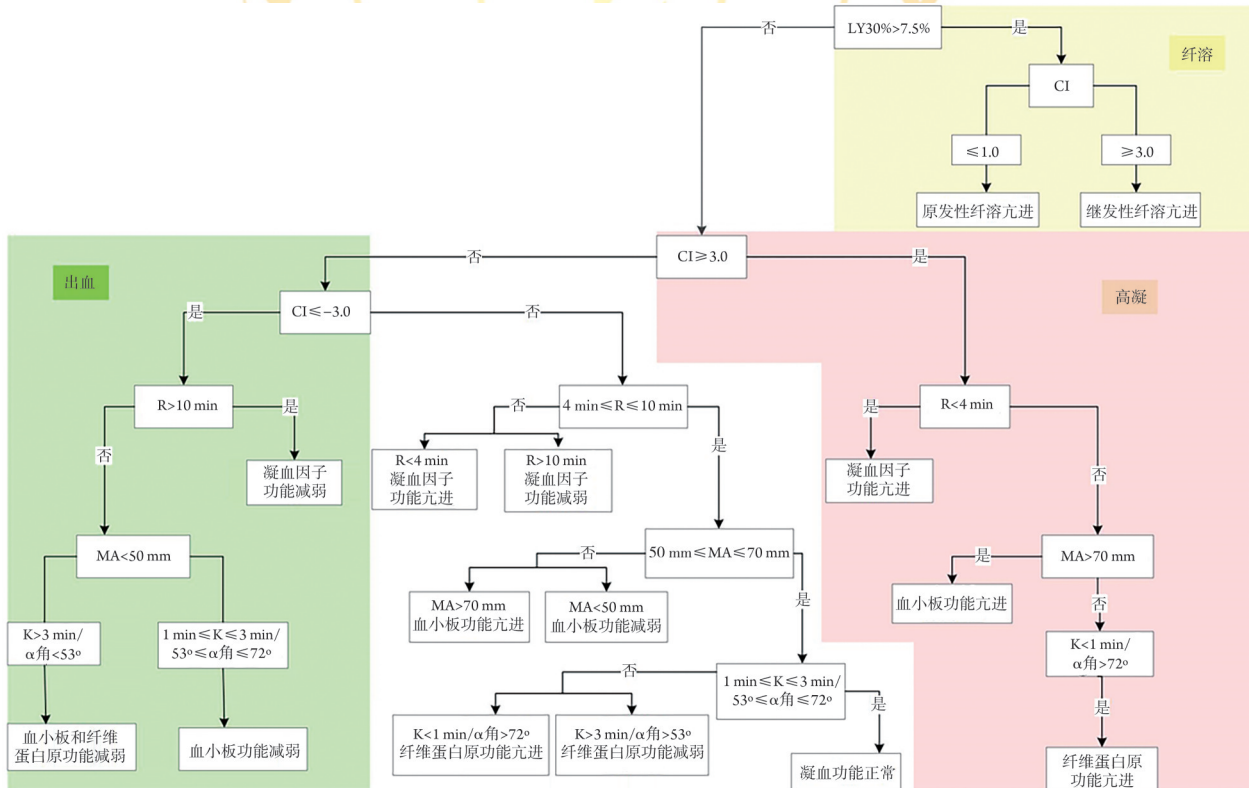 LY30%>7.5%
否
是
纤溶
CI
≤1.0
≥3.0
原发性纤溶亢进
继发性纤溶亢进
CI≥3.0
否
是
出血
高凝
CI≤-3.0
是
否
R>10 min
否
是
凝血因子
功能减弱
4 min≤R≤10 min
否
是
R<4 min
凝血因子
功能亢进
R>10 min
凝血因子
功能减弱
R<4 min
是
否
凝血因子
功能亢进
MA<50 mm
K>3 min/
α角<53°
1 min≤K≤3 min/
53°≤α角≤72°
血小板和纤维
蛋白原功能减弱
血小板功能减弱
50 mm≤MA≤70 mm
否
是
MA>70 mm
血小板功能亢进
MA<50 mm
血小板功能减弱
1 min≤K≤3 min/
53°≤α角≤72°
否
是
K<1 min/α角>72°
纤维蛋白原功能亢进
K>3 min/α角>53°
纤维蛋白原功能减弱
凝血功能正常
MA>70 mm
是
否
血小板功能亢进
K<1 min/
α角>72°
是
纤维蛋白原
功能亢进